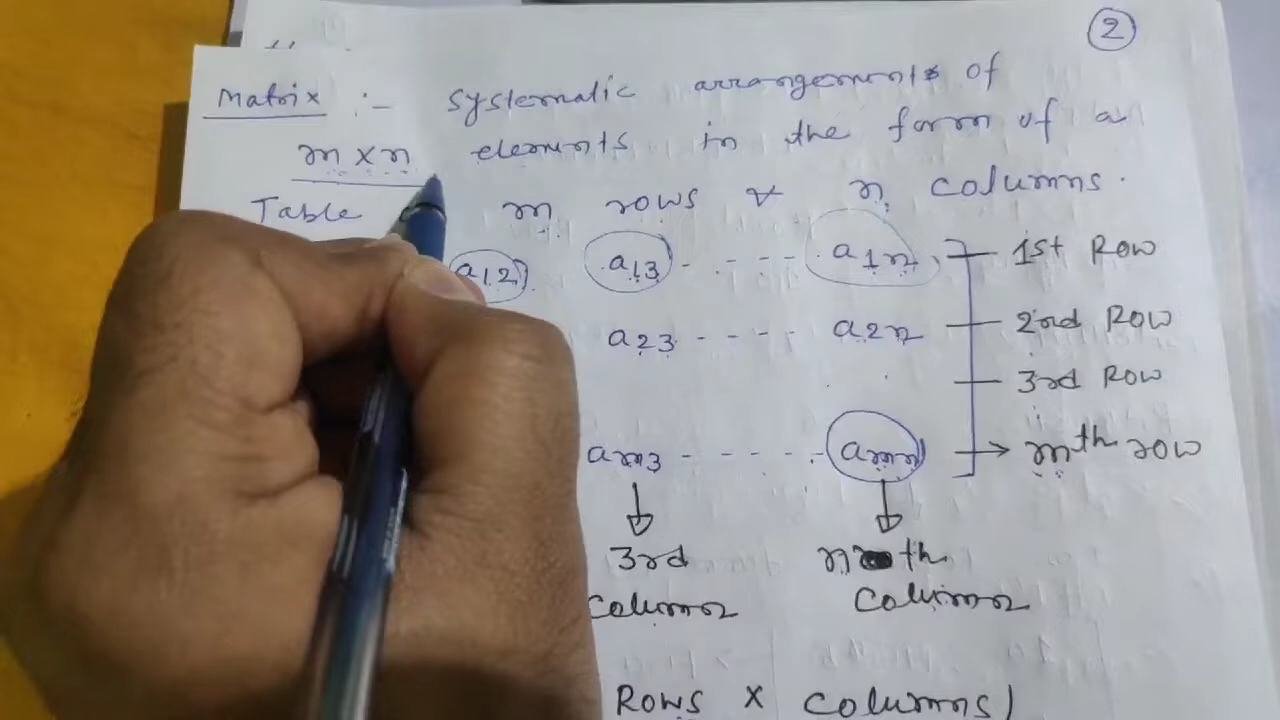 2
Matrix :- Systematic arrangements of
m x n elements in the form of a
Table m rows & n columns.
a12 a13 - - - - - a1n 1st Row
a23 - - - - a2n 2nd Row
3rd Row
am3 - - - - - amn mth row
3rd nth
column column
Rows x columns)